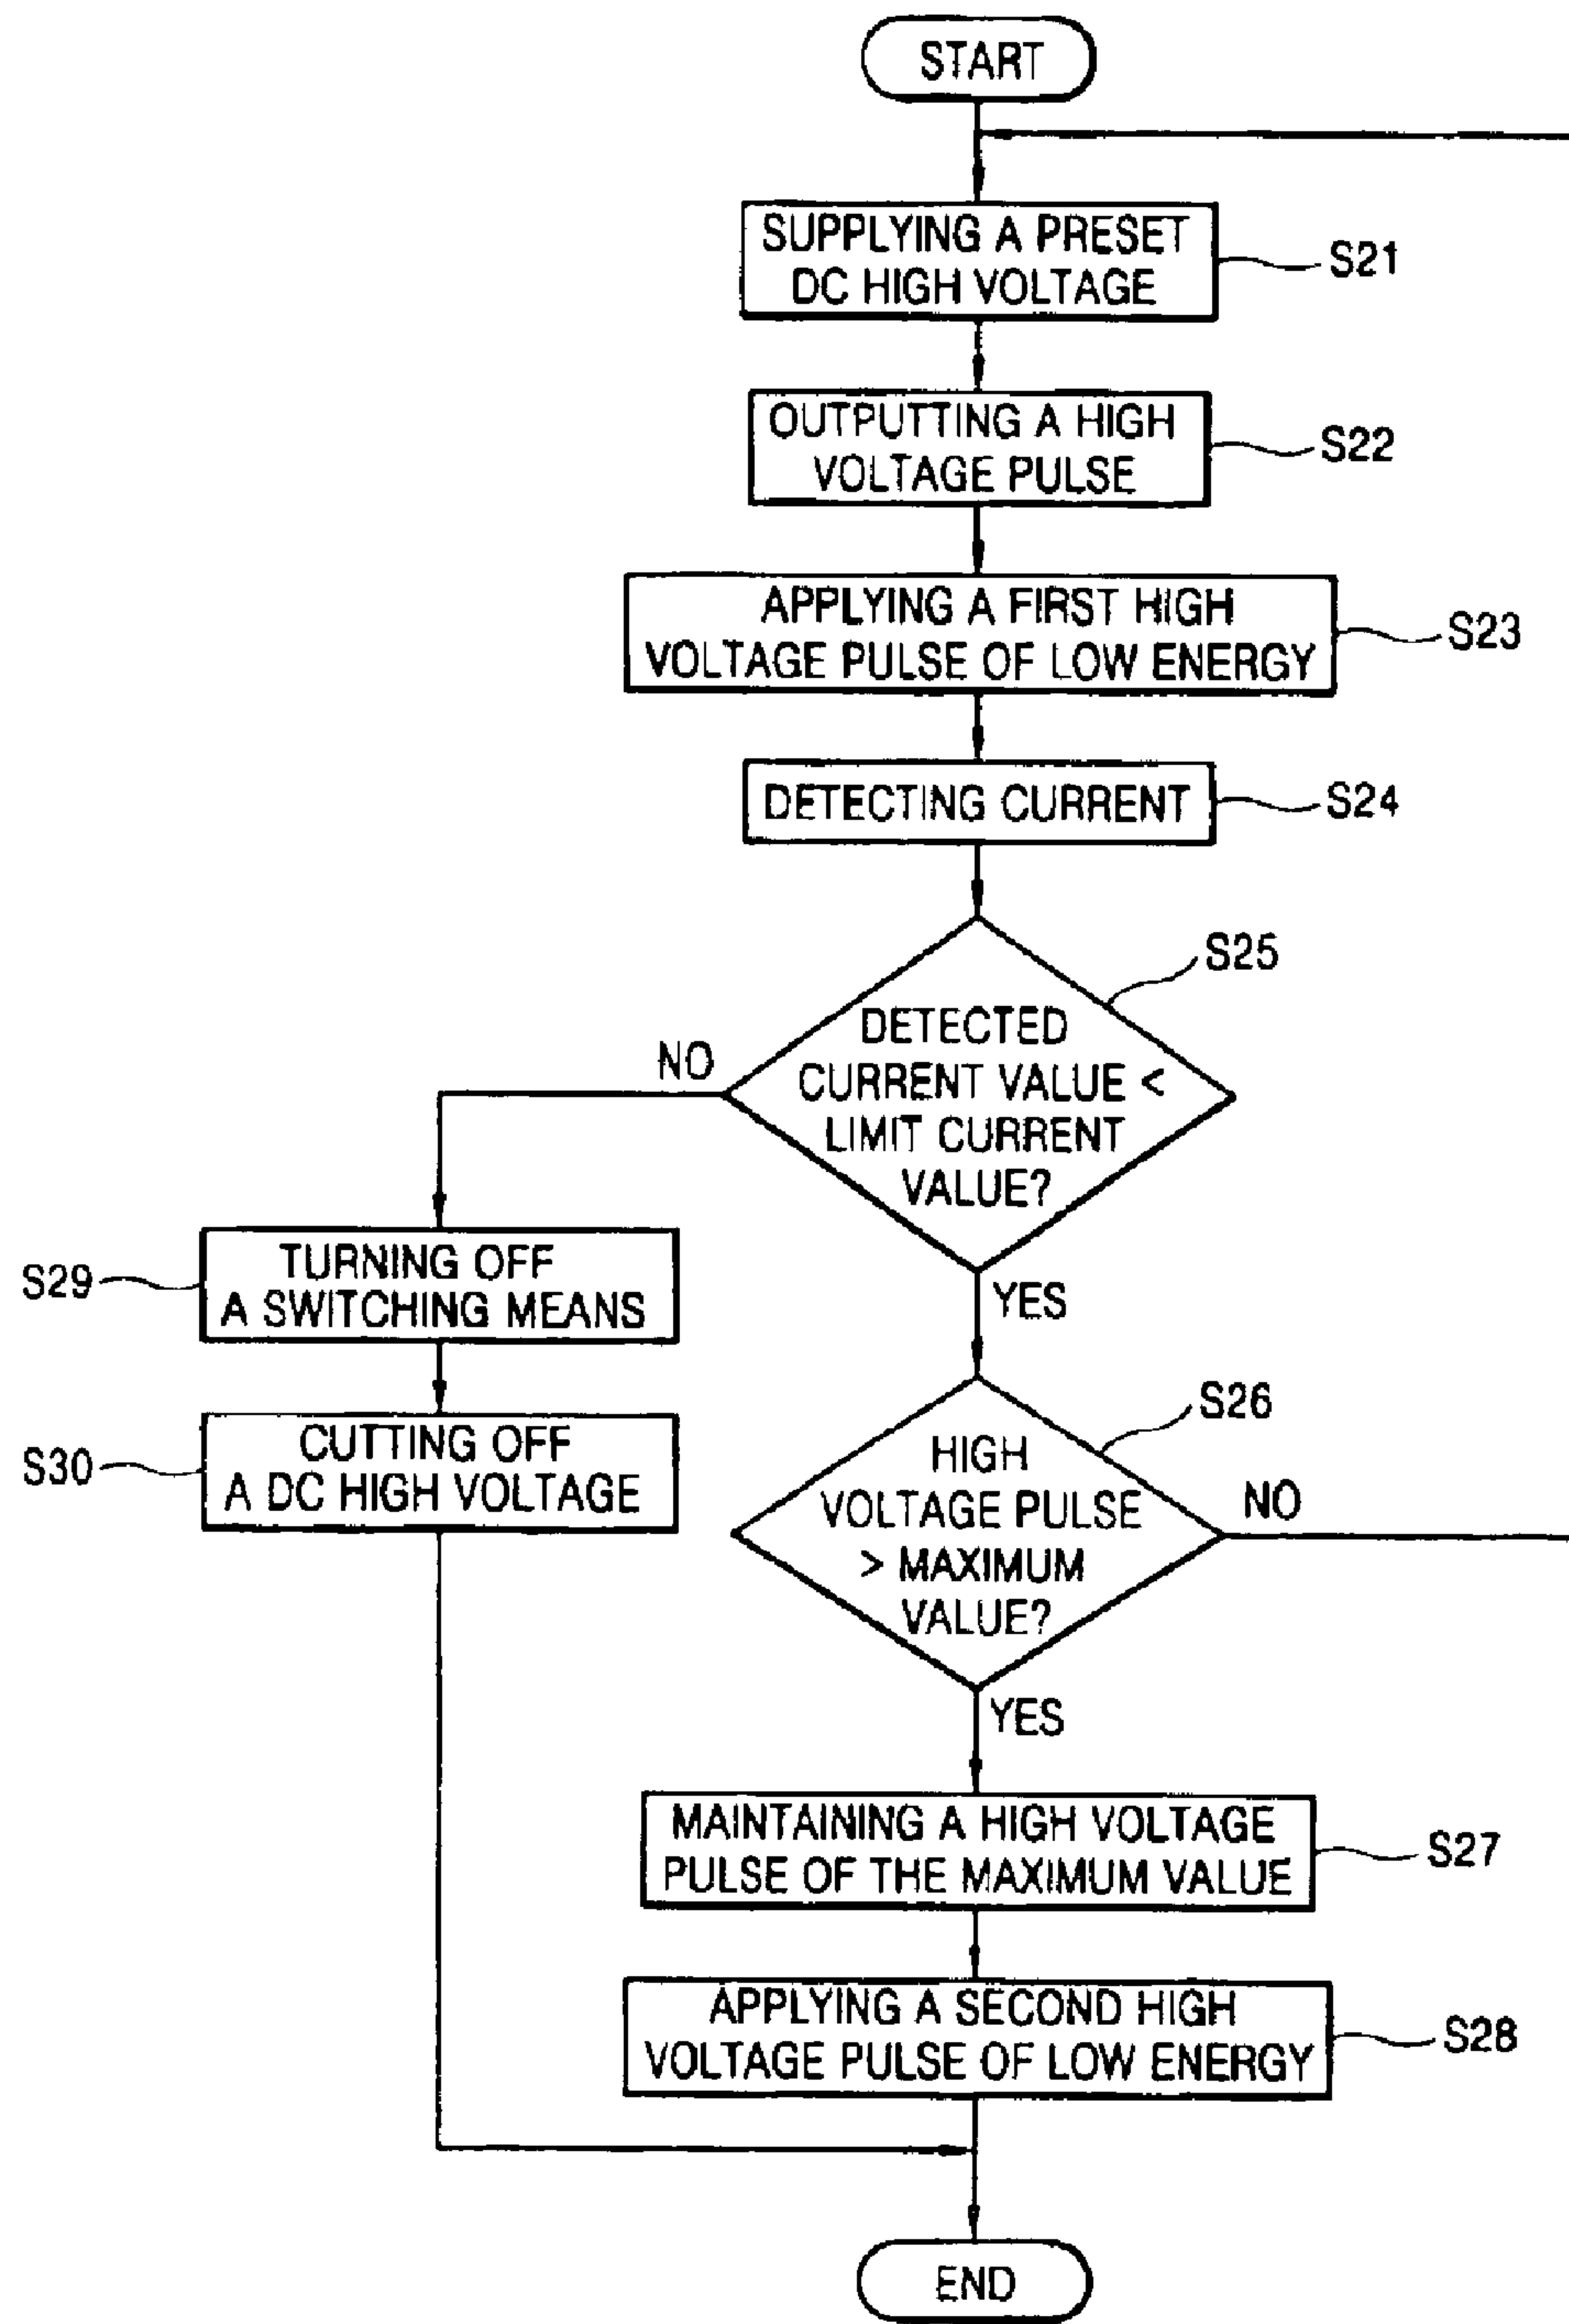 START
SUPPLYING A PRESET
DC HIGH VOLTAGE
S21
OUTPUTTING A HIGH
VOLTAGE PULSE
S22
APPLYING A FIRST HIGH
VOLTAGE PULSE OF LOW ENERGY
S23
DETECTING CURRENT
S24
S25
DETECTED
CURRENT VALUE <
LIMIT CURRENT
VALUE?
NO
YES
S29
TURNING OFF
A SWITCHING MEANS
S30
CUTTING OFF
A DC HIGH VOLTAGE
S26
HIGH
VOLTAGE PULSE
> MAXIMUM
VALUE?
NO
YES
MAINTAINING A HIGH VOLTAGE
PULSE OF THE MAXIMUM VALUE
S27
APPLYING A SECOND HIGH
VOLTAGE PULSE OF LOW ENERGY
S28
END